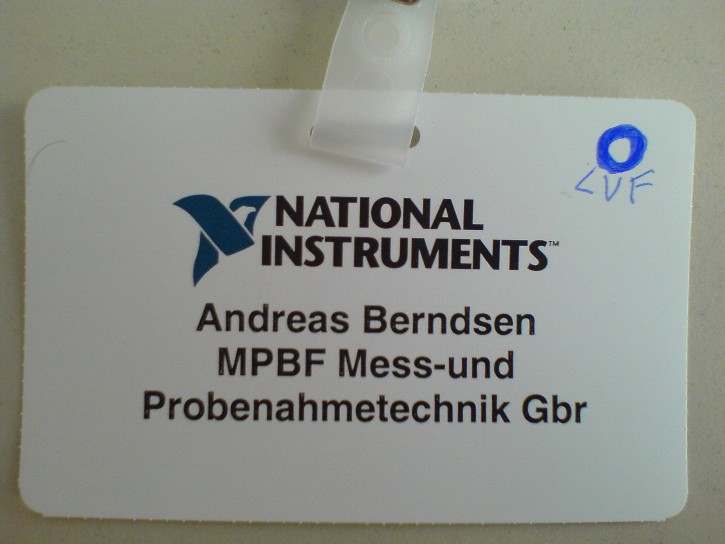 LVF
NATIONAL
INSTRUMENTS™
Andreas Berndsen
MPBF Mess-und
Probenahmetechnik Gbr